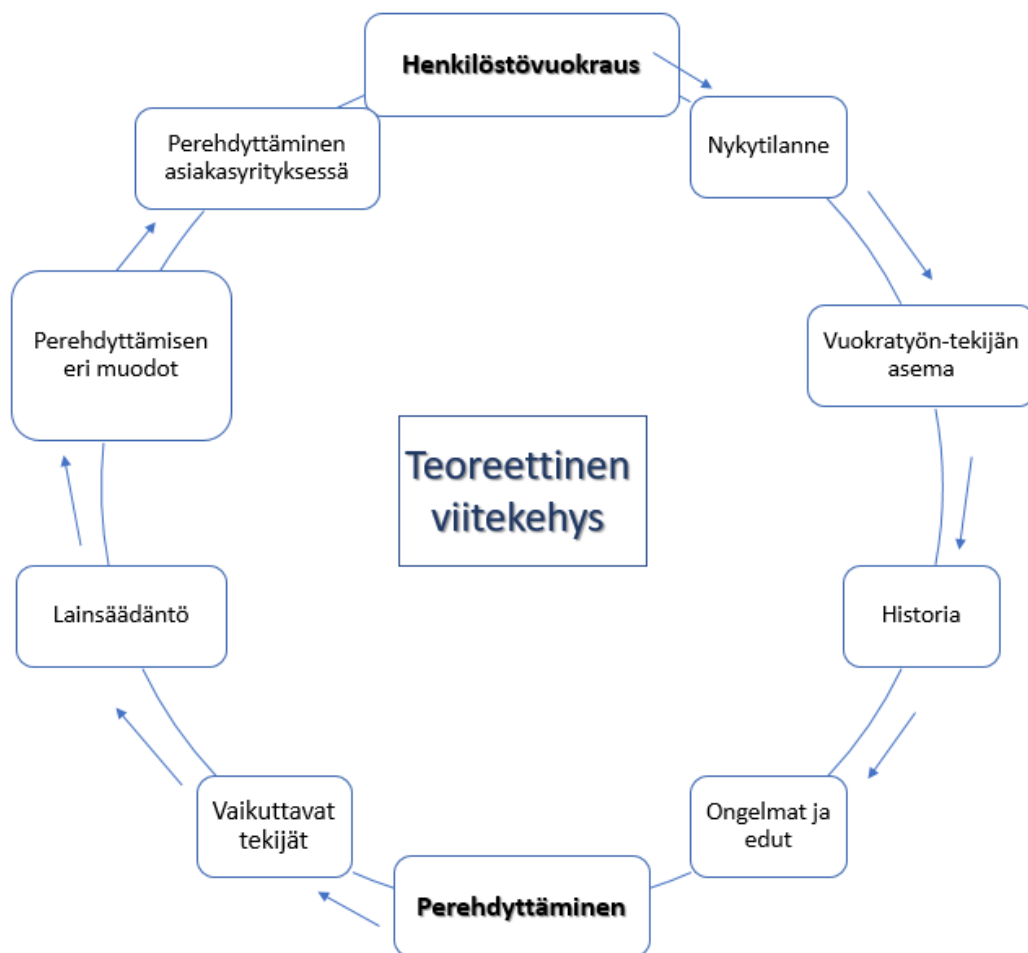 Henkilöstövuokraus
Nykytilanne
Vuokratyön-tekijän
asema
Historia
Ongelmat ja
edut
Perehdyttäminen
Vaikuttavat
tekijät
Lainsäädäntö
Perehdyttämisen
eri muodot
Perehdyttäminen
asiakasyrityksessä
Teoreettinen
viitekehys